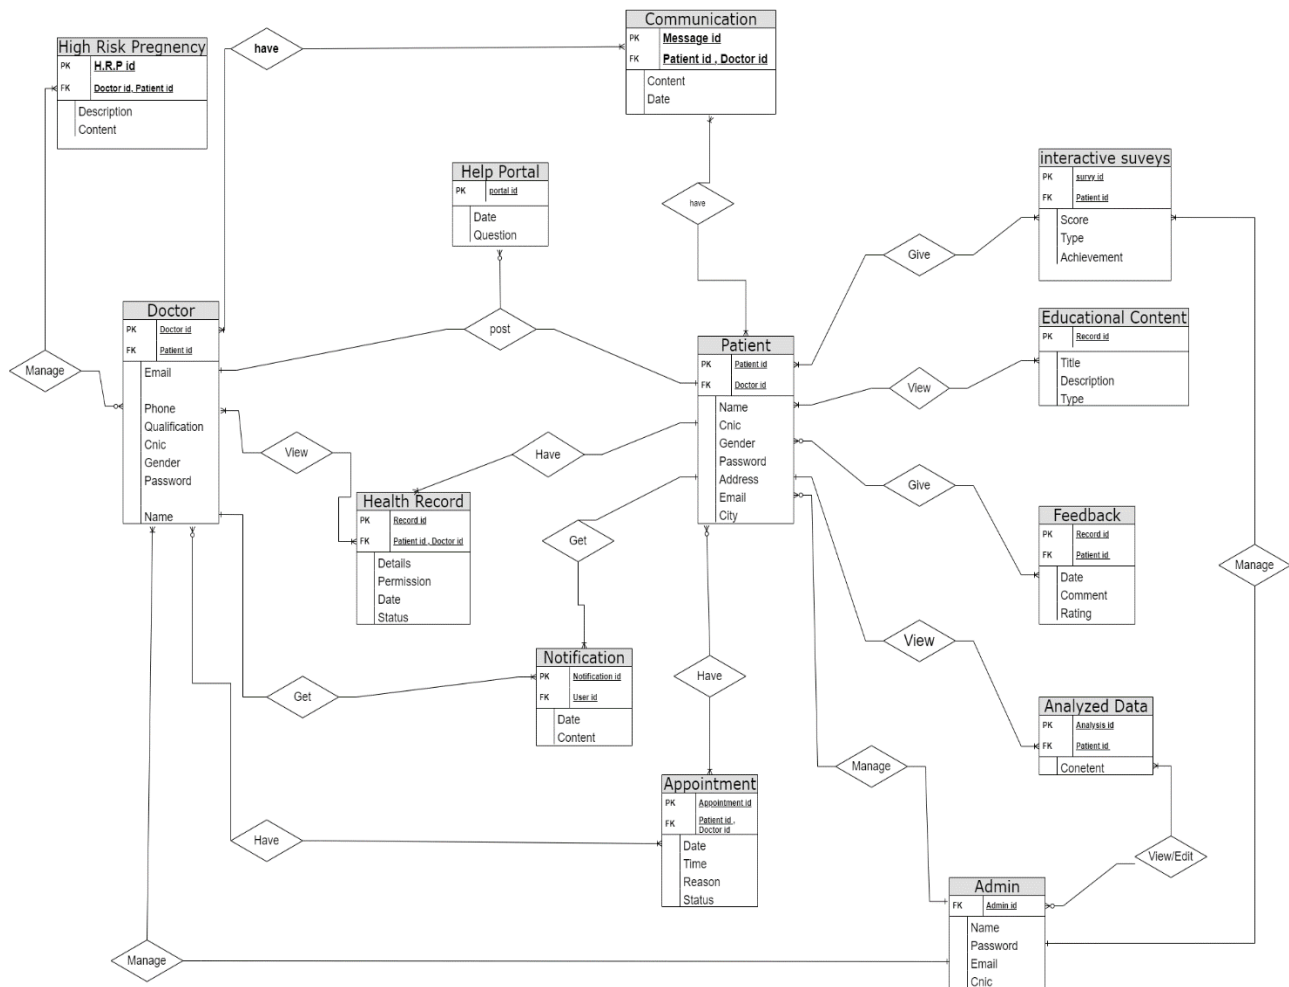 Communication
PK Message id
FK Patient id , Doctor id
Content
Date
High Risk Pregnency
PK H.R.P id
FK Doctor id, Patient id
Description
Content
have
Help Portal
PK portal id
Date
Question
have
interactive suveys
PK survy id
FK Patient id
Score
Type
Achievement
Give
Doctor
PK Doctor id
FK Patient id
Email
Phone
Qualification
Cnic
Gender
Password
Name
Manage
post
Patient
PK Patient id
FK Doctor id
Name
Cnic
Gender
Password
Address
Email
City
Educational Content
PK Record id
Title
Description
Type
View
View
Have
Give
Health Record
PK Record id
FK Patient id , Doctor id
Details
Permission
Date
Status
Get
Feedback
PK Record id
FK Patient id
Date
Comment
Rating
Manage
Notification
PK Notification id
FK User id
Date
Content
Get
Have
View
Analyzed Data
PK Analysis id
FK Patient id
Conetent
Manage
Appointment
PK Appointment id
FK Patient id ,
Doctor id
Date
Time
Reason
Status
Have
View/Edit
Admin
FK Admin id
Name
Password
Email
Cnic
Manage